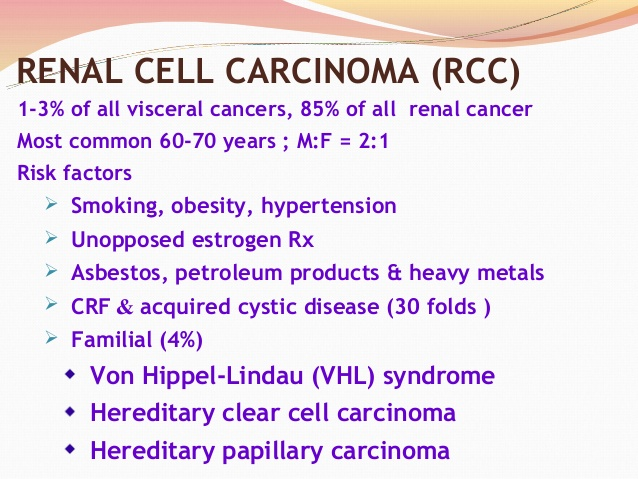 RENAL CELL CARCINOMA (RCC)
1-3% of all visceral cancers, 85% of all renal cancer
Most common 60-70 years ; M:F = 2:1
Risk factors
➢ Smoking, obesity, hypertension
➢ Unopposed estrogen Rx
➢ Asbestos, petroleum products & heavy metals
➢ CRF & acquired cystic disease (30 folds )
➢ Familial (4%)
◆ Von Hippel-Lindau (VHL) syndrome
◆ Hereditary clear cell carcinoma
◆ Hereditary papillary carcinoma